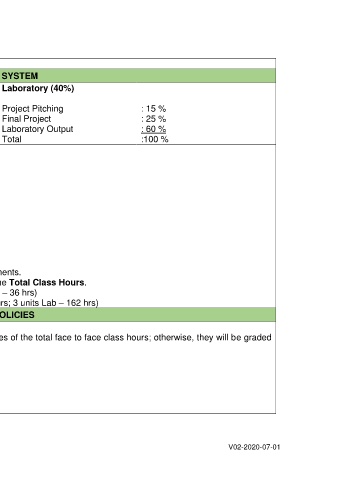 SYSTEM
Laboratory (40%)
Project Pitching : 15 %
Final Project : 25 %
Laboratory Output : 60 %
Total :100 %
ments.
e Total Class Hours.
– 36 hrs)
rs; 3 units Lab – 162 hrs)
OLICIES
es of the total face to face class hours; otherwise, they will be graded
V02-2020-07-01